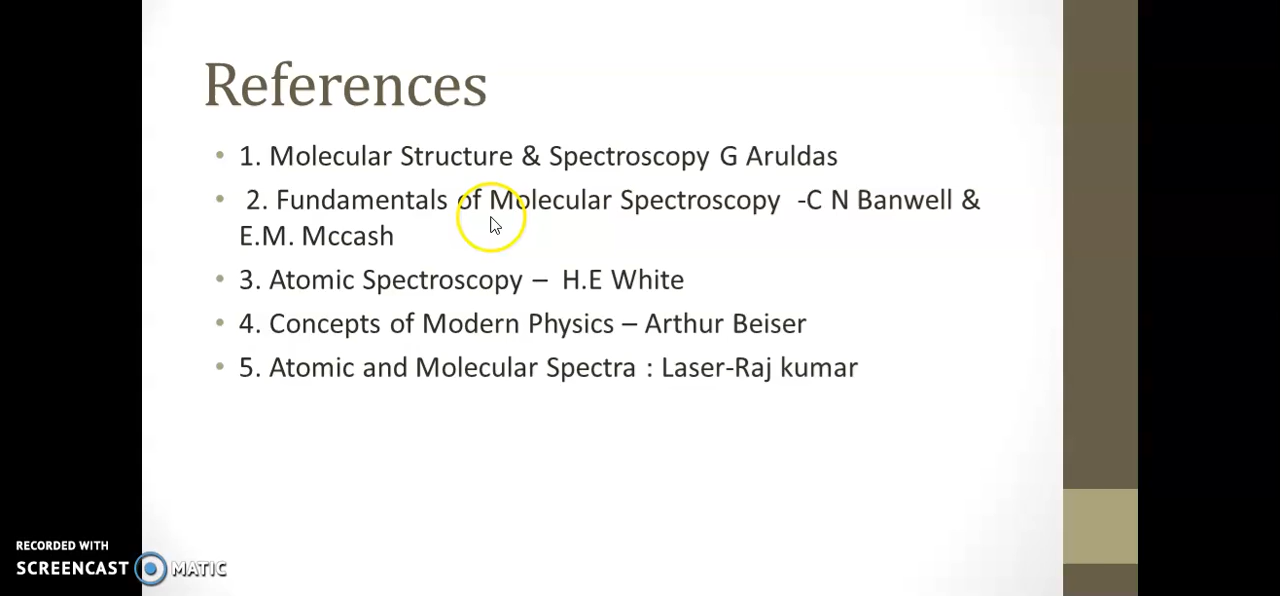 References
• 1. Molecular Structure & Spectroscopy G Aruldas
• 2. Fundamentals of Molecular Spectroscopy -C N Banwell &
E.M. Mccash
• 3. Atomic Spectroscopy – H.E White
• 4. Concepts of Modern Physics – Arthur Beiser
• 5. Atomic and Molecular Spectra : Laser-Raj kumar
RECORDED WITH
SCREENCAST MATIC